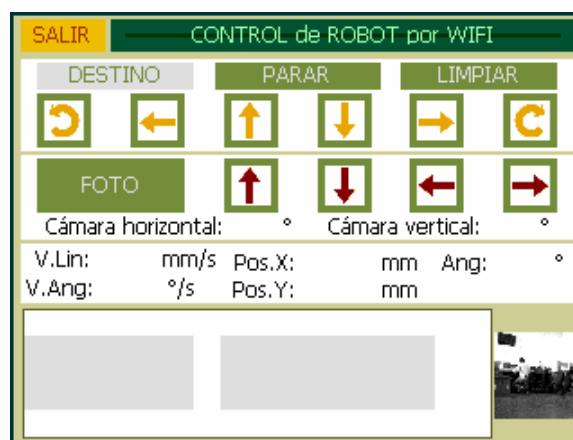 SALIR CONTROL de ROBOT por WIFI
DESTINO PARAR LIMPIAR
FOTO
Cámara horizontal: ° Cámara vertical: °
V.Lin: mm/s Pos.X: mm Ang: °
V.Ang: °/s Pos.Y: mm